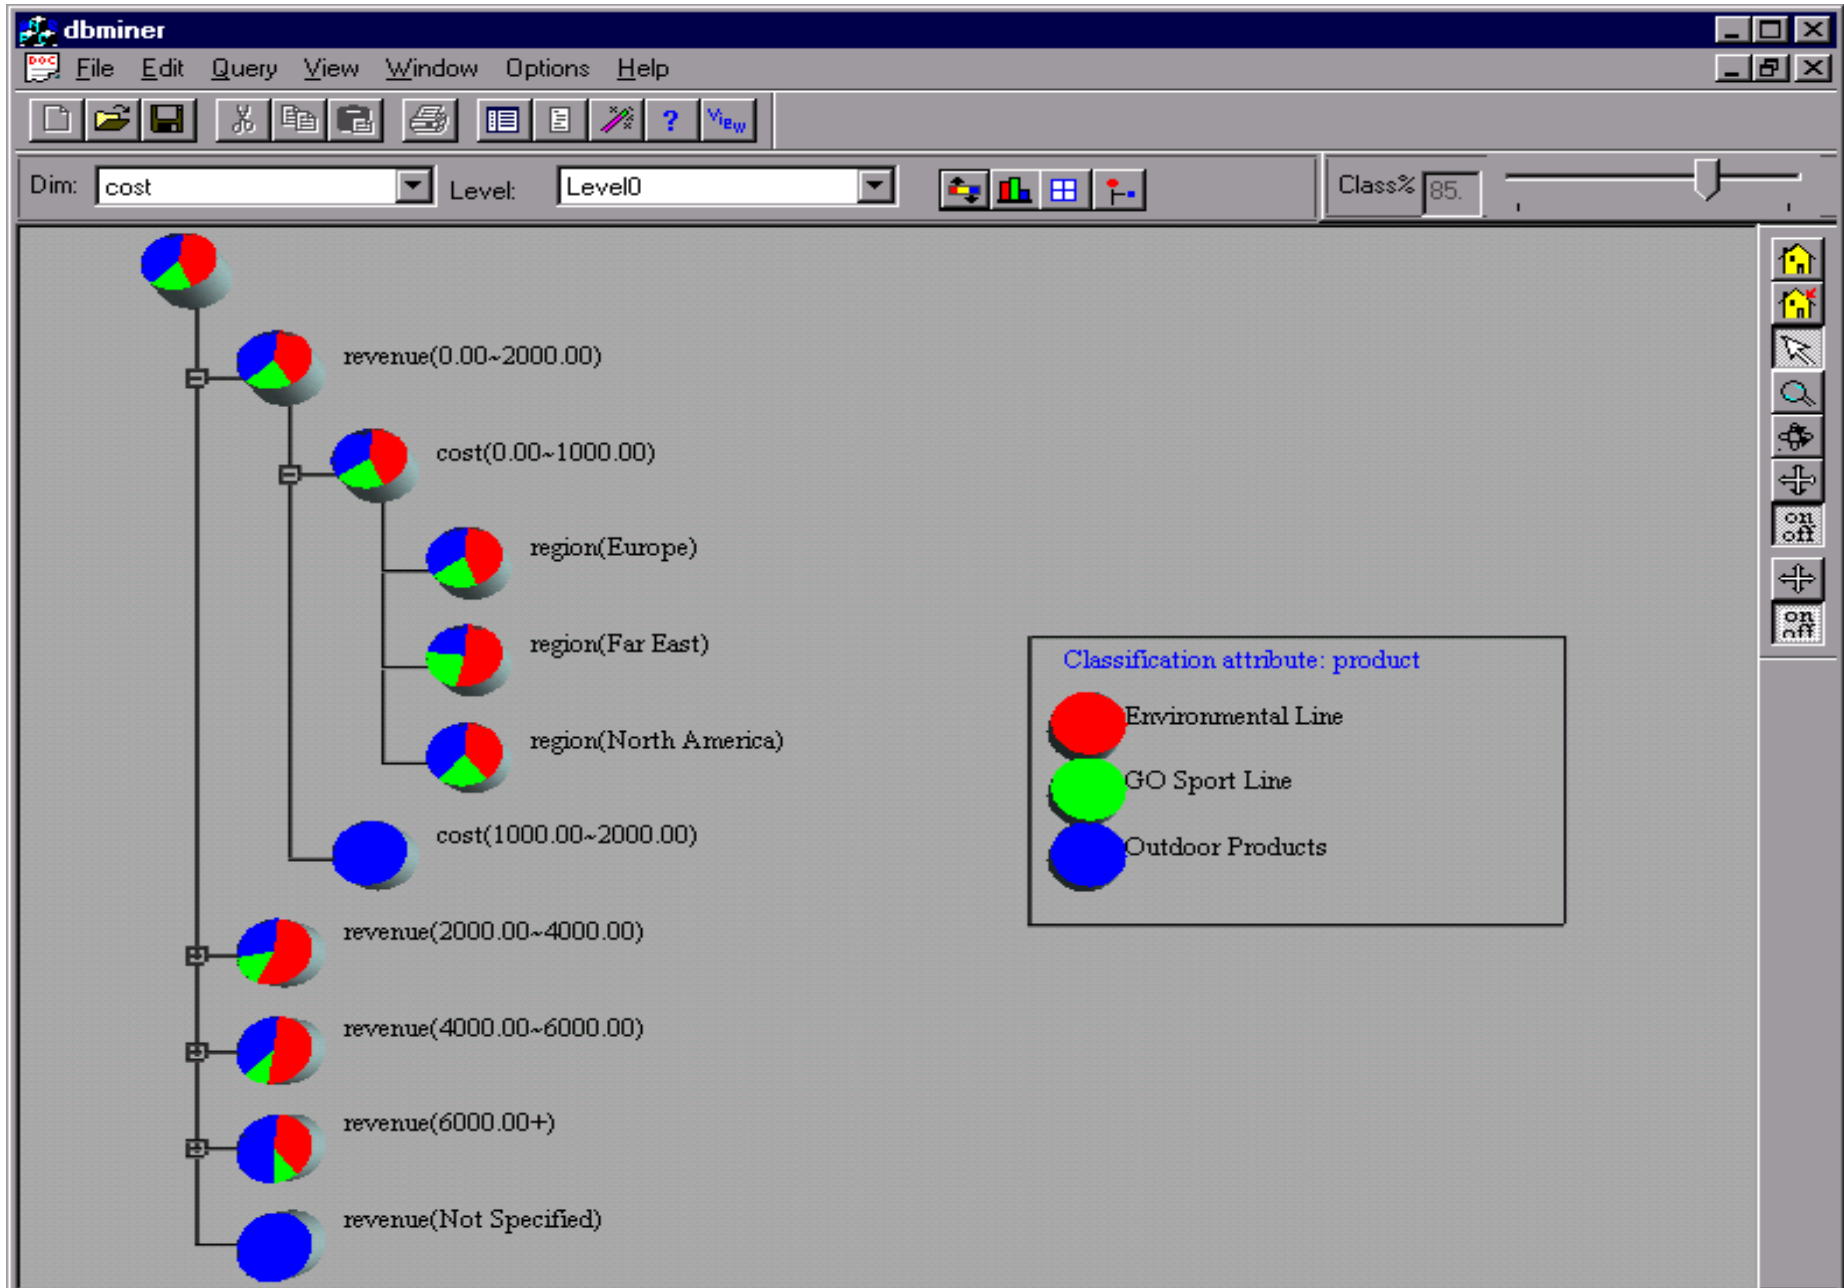 dbminer
DOC File Edit Query View Window Options Help
? View
Dim: cost Level: Level0 Class% 85.
revenue(0.00~2000.00)
cost(0.00~1000.00)
on
off
region(Europe)
on
off
region(Far East)
Classification attribute: product
Environmental Line
region(North America)
GO Sport Line
cost(1000.00~2000.00)
Outdoor Products
revenue(2000.00~4000.00)
revenue(4000.00~6000.00)
revenue(6000.00+)
revenue(Not Specified)